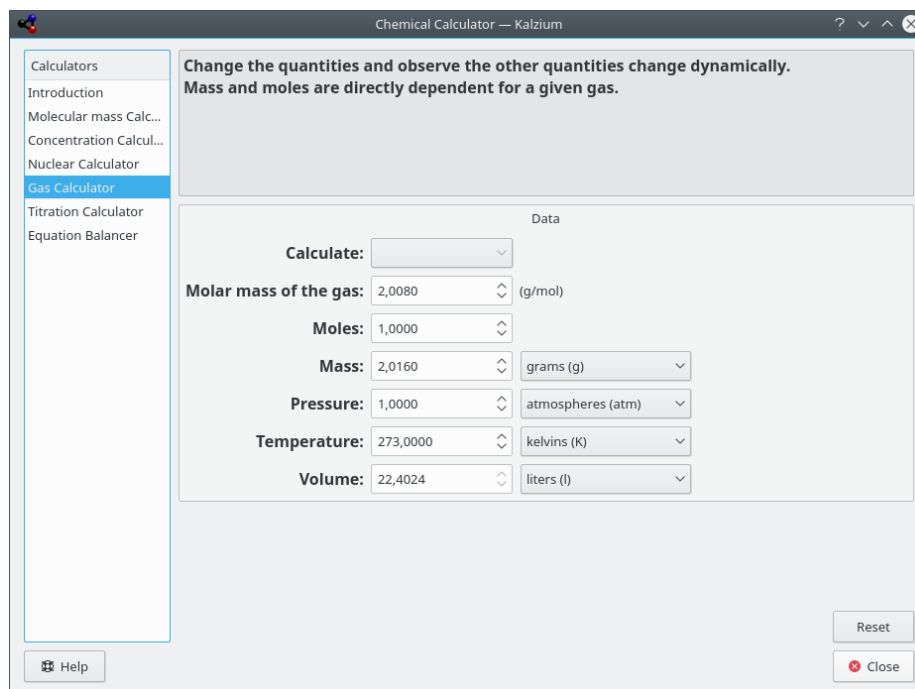 Chemical Calculator — Kalzium
Calculators
Introduction
Molecular mass Calc...
Concentration Calcul...
Nuclear Calculator
Gas Calculator
Titration Calculator
Equation Balancer
Change the quantities and observe the other quantities change dynamically.
Mass and moles are directly dependent for a given gas.
Data
Calculate:
Molar mass of the gas: 2,0080 (g/mol)
Moles: 1,0000
Mass: 2,0160 grams (g)
Pressure: 1,0000 atmospheres (atm)
Temperature: 273,0000 kelvins (K)
Volume: 22,4024 liters (l)
Reset
Help
Close